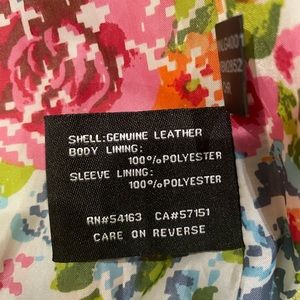 SHELL:GENUINE LEATHER
BODY LINING:
100%POLYESTER
SLEEVE LINING:
100%POLYESTER
RN#54163 CA#57151
CARE ON REVERSE